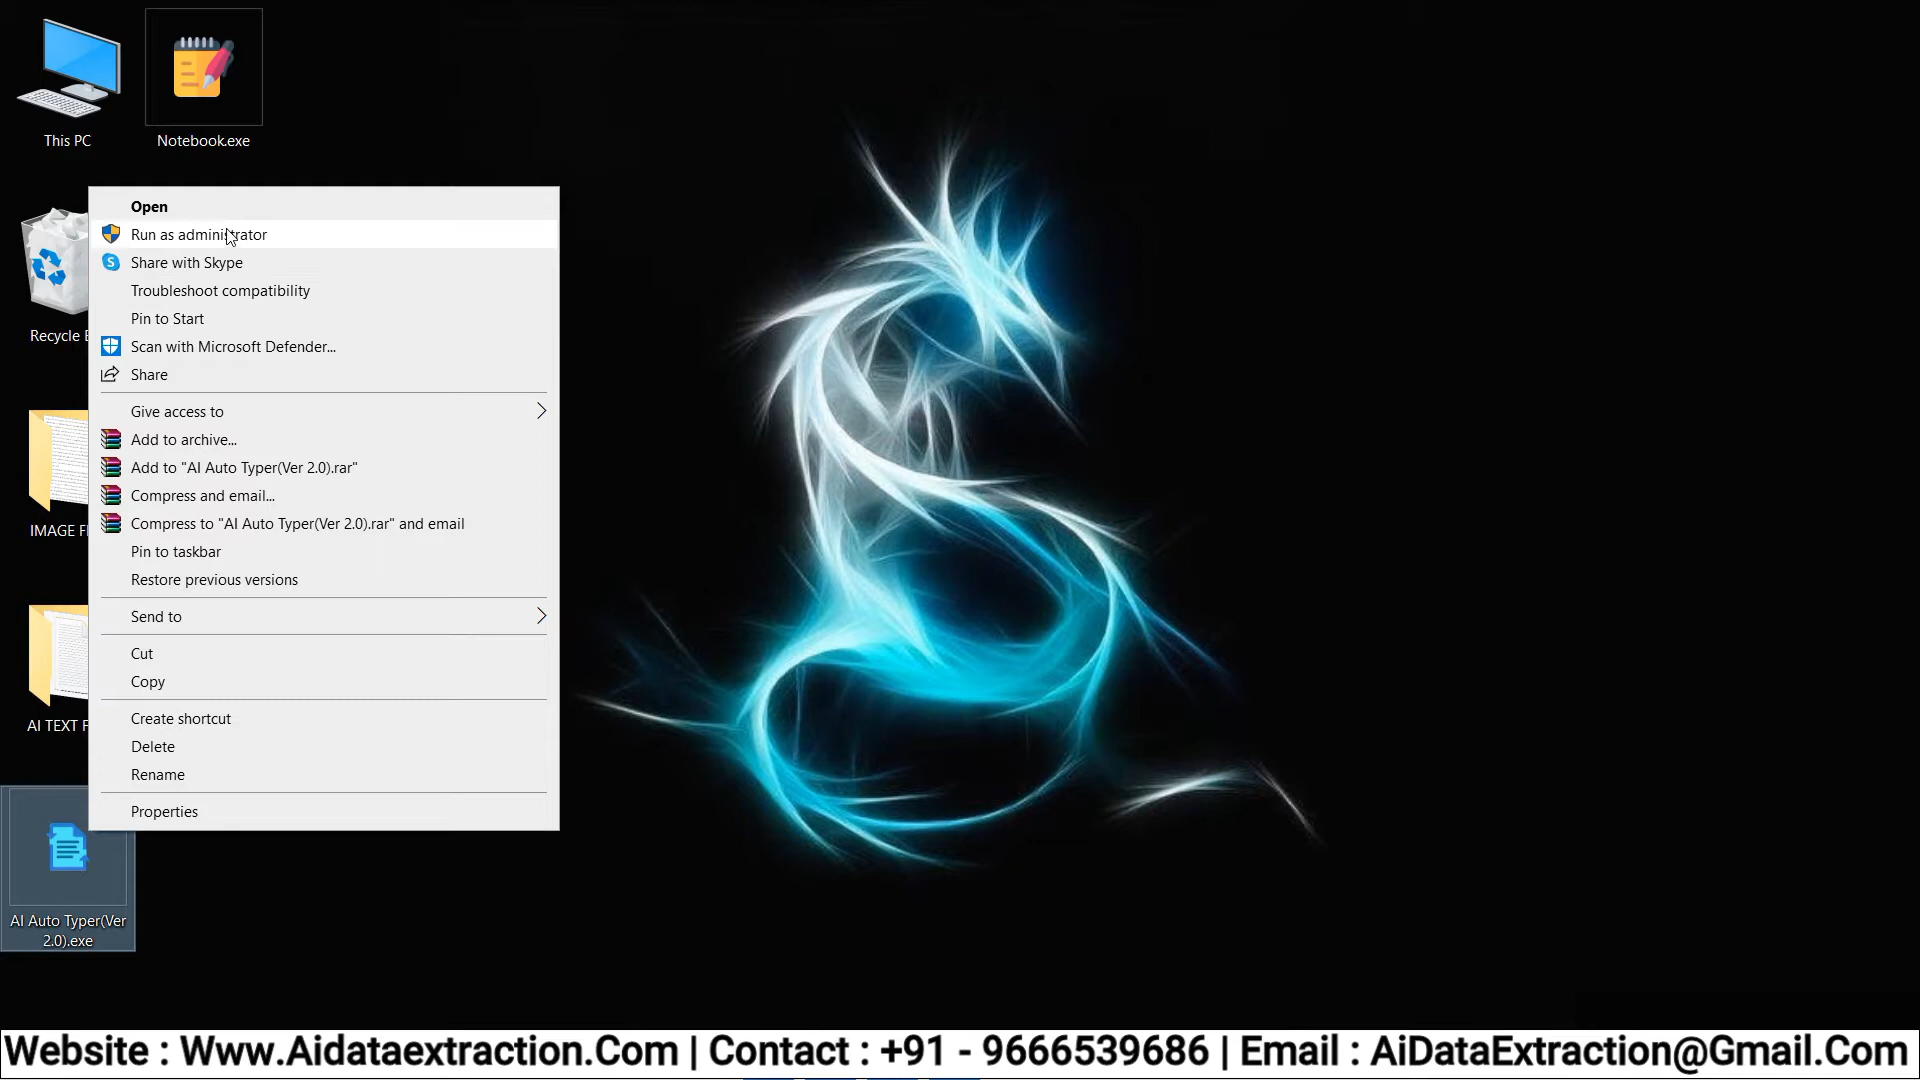 This PC
Notebook.exe
Recycle
IMAGE
AI TEXT
AI Auto Typer(Ver
2.0).exe
Open
Run as administrator
Share with Skype
Troubleshoot compatibility
Pin to Start
Scan with Microsoft Defender...
Share
Give access to
Add to archive...
Add to "AI Auto Typer(Ver 2.0).rar"
Compress and email...
Compress to "AI Auto Typer(Ver 2.0).rar" and email
Pin to taskbar
Restore previous versions
Send to
Cut
Copy
Create shortcut
Delete
Rename
Properties
Website : Www.Aidataextraction.Com | Contact : +91 - 9666539686 | Email : AiDataExtraction@Gmail.Com